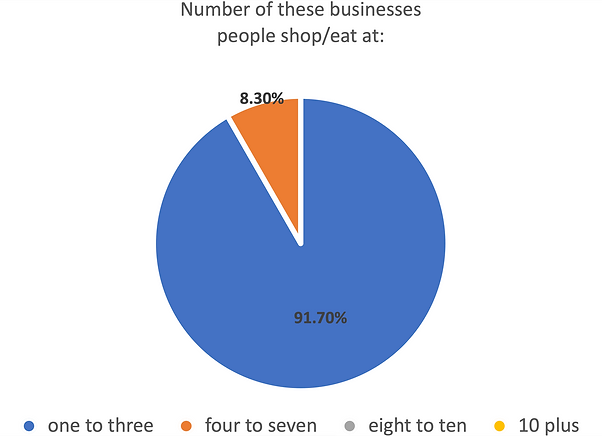 Number of these businesses
people shop/eat at:
8.30%
91.70%
one to three four to seven eight to ten 10 plus